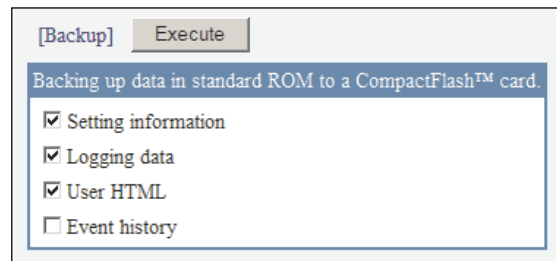 [Backup] Execute
Backing up data in standard ROM to a CompactFlash™ card.
Setting information
Logging data
User HTML
Event history